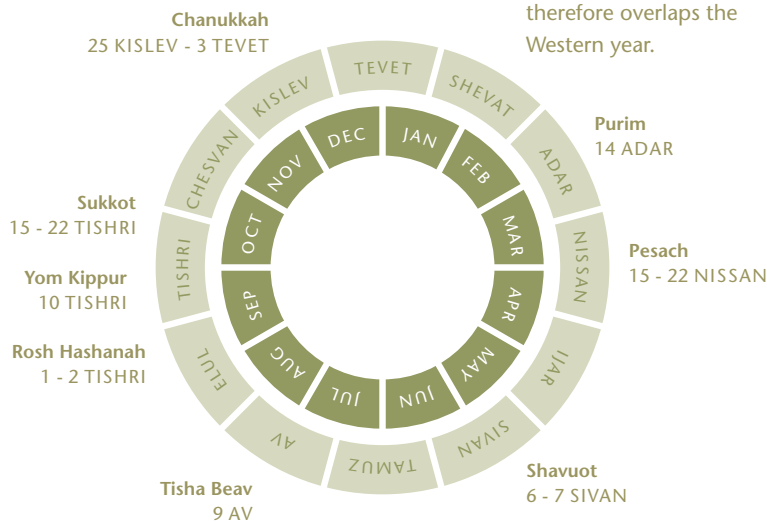 therefore overlaps the
Western year.
Chanukkah
25 KISLEV - 3 TEVET
Purim
14 ADAR
Pesach
15 - 22 NISSAN
Shavuot
6 - 7 SIVAN
Tisha Beav
9 AV
Rosh Hashanah
1 - 2 TISHRI
Yom Kippur
10 TISHRI
Sukkot
15 - 22 TISHRI
TEVET
SHEVAT
ADAR
NISSAN
IJAR
SIVAN
TAMUZ
AV
ELUL
TISHRI
CHESVAN
KISLEV
JAN
FEB
MAR
APR
MAY
JUN
JUL
AUG
SEP
OCT
NOV
DEC